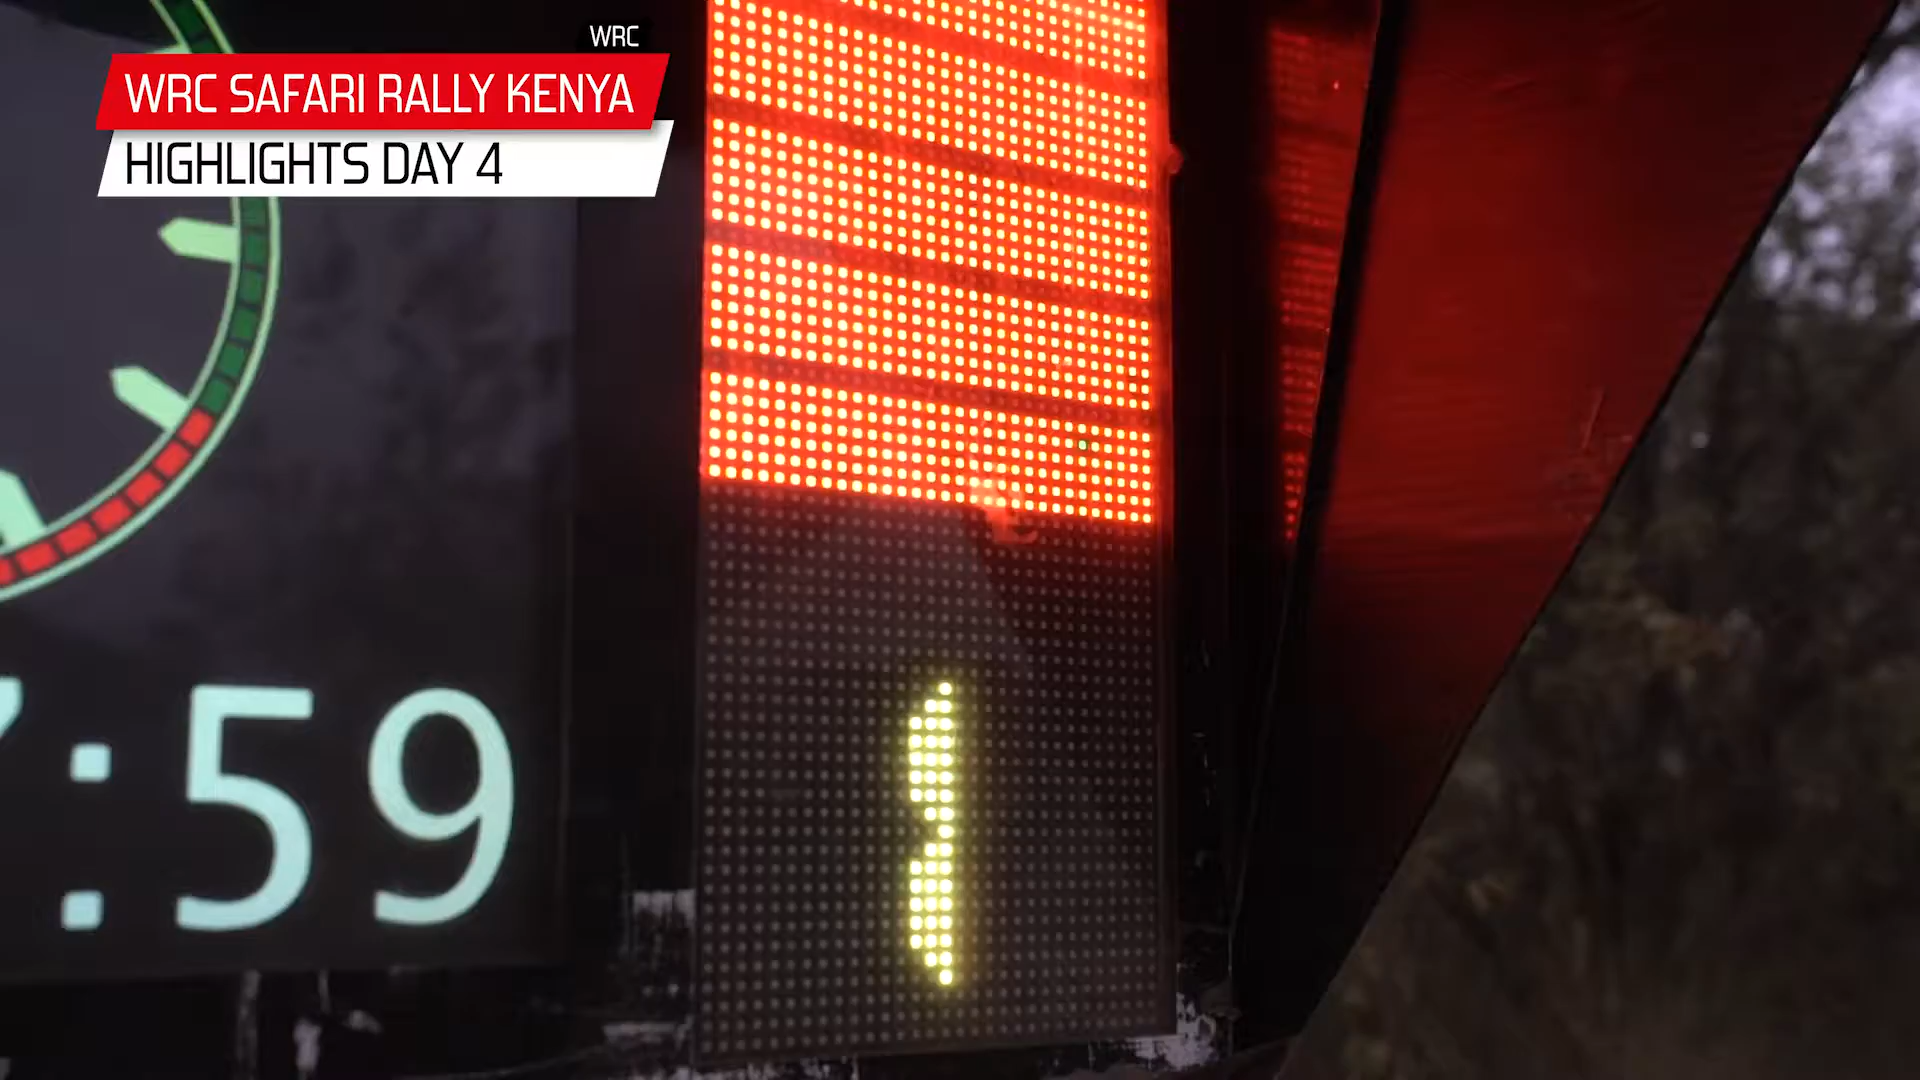 WRC
WRC SAFARI RALLY KENYA
HIGHLIGHTS DAY 4
:59
1